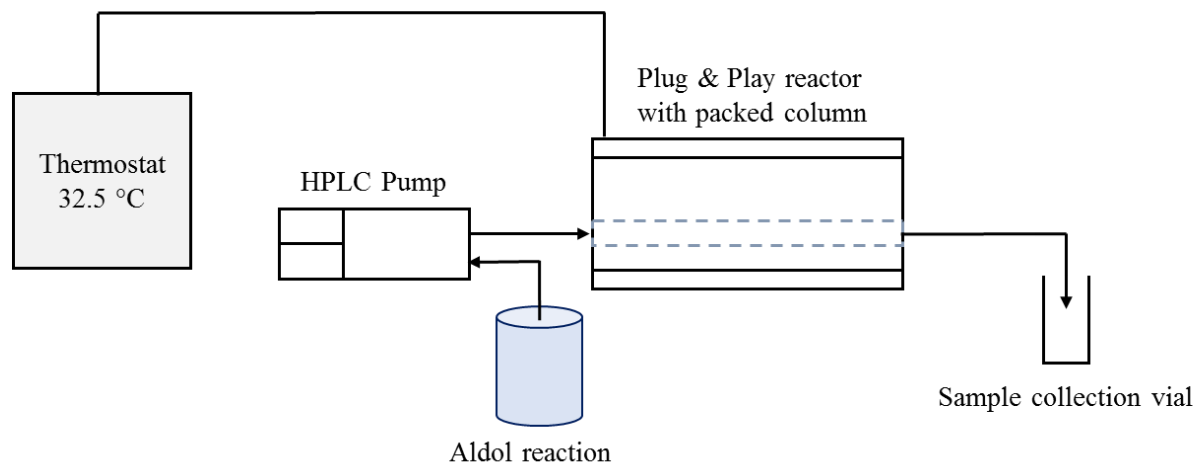 Plug & Play reactor
with packed column
Thermostat
32.5 °C
HPLC Pump
Sample collection vial
Aldol reaction